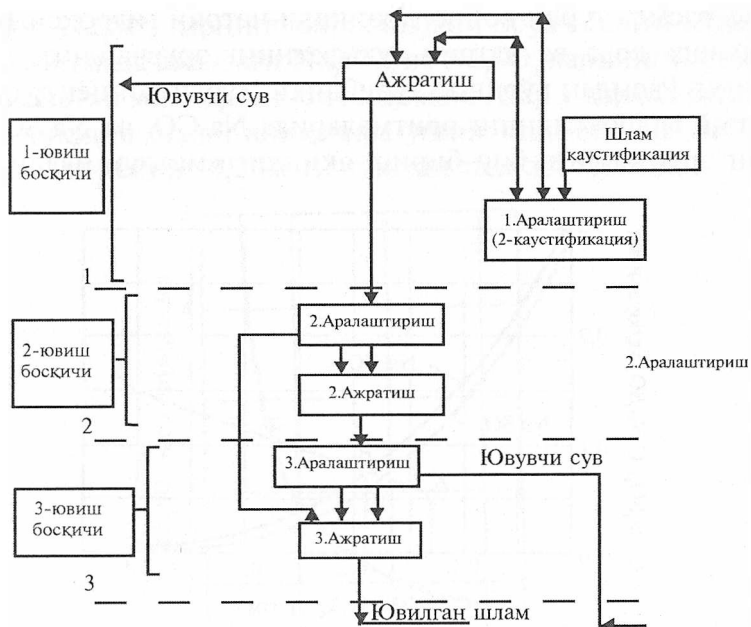 Ажратиш
Ювувчи сув
1-ювиш
босқичи
Шлам
каустификация
1.Аралаштириш
(2-каустификация)
1
2-ювиш
босқичи
2.Аралаштириш
2.Аралаштириш
2.Ажратиш
2
3.Аралаштириш
Ювувчи сув
3-ювиш
босқичи
3.Ажратиш
3
Ювилган шлам